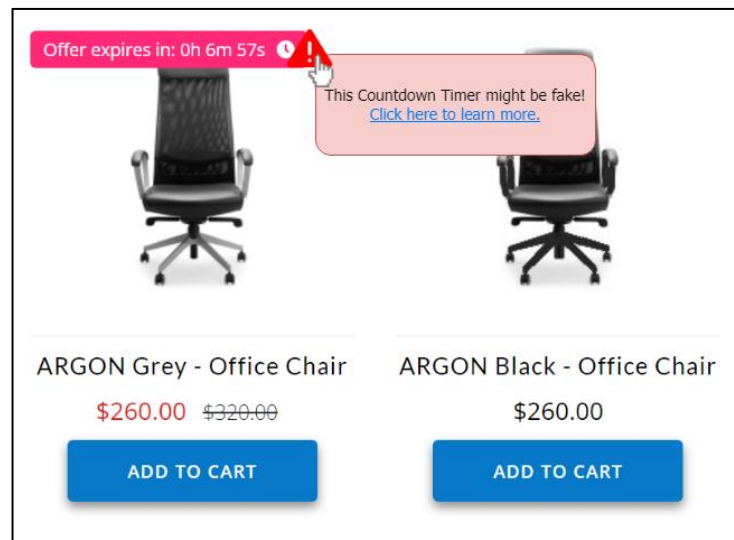 Offer expires in: 0h 6m 57s
This Countdown Timer might be fake!
Click here to learn more.
ARGON Grey - Office Chair
ARGON Black - Office Chair
$260.00 $320.00
$260.00
ADD TO CART
ADD TO CART